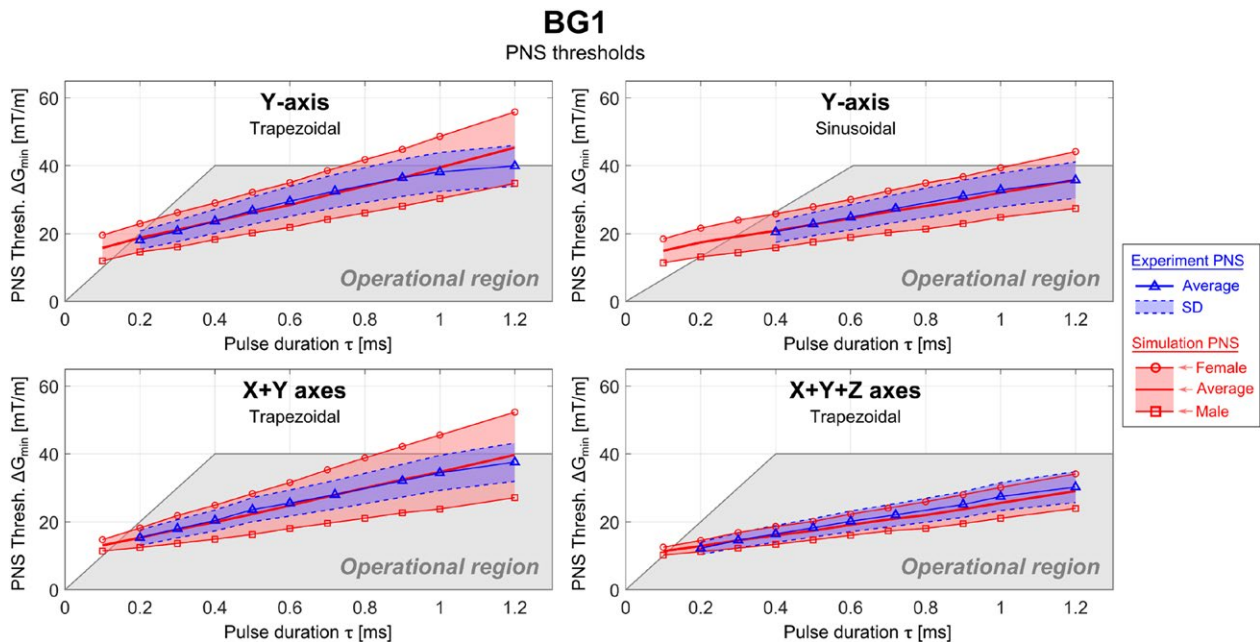 BG1
PNS thresholds
Y-axis
Trapezoidal
PNS Thresh. ΔG_min [mT/m]
60
40
20
0
Operational region
0 0.2 0.4 0.6 0.8 1 1.2
Pulse duration τ [ms]
Y-axis
Sinusoidal
PNS Thresh. ΔG_min [mT/m]
60
40
20
0
Operational region
0 0.2 0.4 0.6 0.8 1 1.2
Pulse duration τ [ms]
Experiment PNS
Average
SD
Simulation PNS
Female
Average
Male
X+Y axes
Trapezoidal
PNS Thresh. ΔG_min [mT/m]
60
40
20
0
Operational region
0 0.2 0.4 0.6 0.8 1 1.2
Pulse duration τ [ms]
X+Y+Z axes
Trapezoidal
PNS Thresh. ΔG_min [mT/m]
60
40
20
0
Operational region
0 0.2 0.4 0.6 0.8 1 1.2
Pulse duration τ [ms]